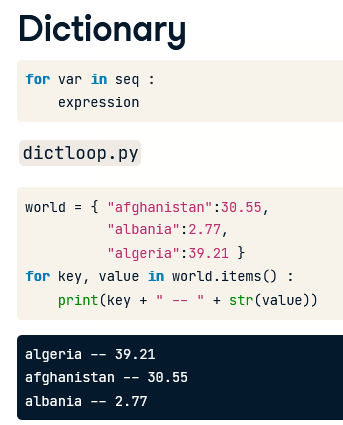 Dictionary
for var in seq :
    expression
dictloop.py
world = { "afghanistan":30.55,
          "albania":2.77,
          "algeria":39.21 }
for key, value in world.items() :
    print(key + " -- " + str(value))
algeria -- 39.21
afghanistan -- 30.55
albania -- 2.77